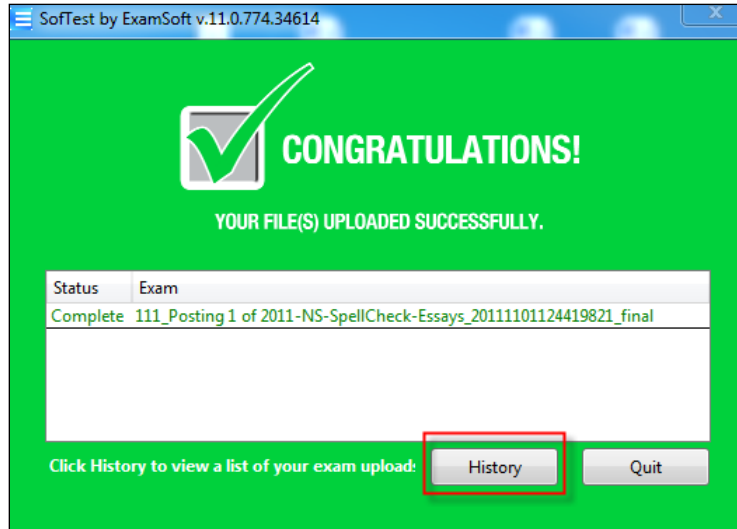 SofTest by ExamSoft v.11.0.774.34614
CONGRATULATIONS!
YOUR FILE(S) UPLOADED SUCCESSFULLY.
Status Exam
Complete 111_Posting 1 of 2011-NS-SpellCheck-Essays_20111101124419821_final
Click History to view a list of your exam upload: History Quit